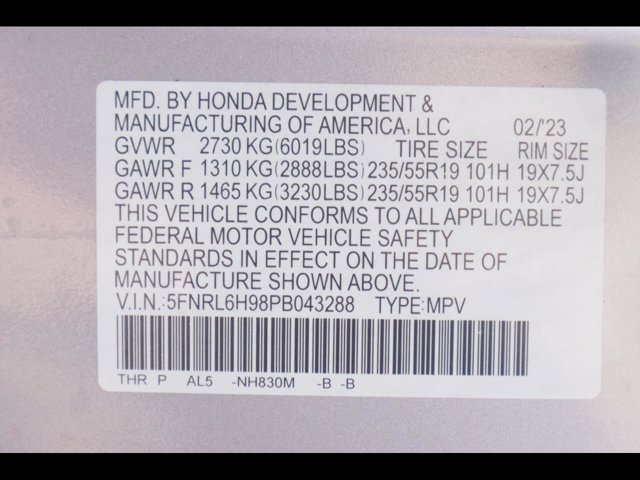 MFD. BY HONDA DEVELOPMENT &
MANUFACTURING OF AMERICA, LLC 02/'23
GVWR 2730 KG(6019LBS) TIRE SIZE RIM SIZE
GAWR F 1310 KG(2888LBS) 235/55R19 101H 19X7.5J
GAWR R 1465 KG(3230LBS) 235/55R19 101H 19X7.5J
THIS VEHICLE CONFORMS TO ALL APPLICABLE
FEDERAL MOTOR VEHICLE SAFETY
STANDARDS IN EFFECT ON THE DATE OF
MANUFACTURE SHOWN ABOVE.
V.I.N.:5FNRL6H98PB043288 TYPE:MPV
THR P AL5 -NH830M -B -B